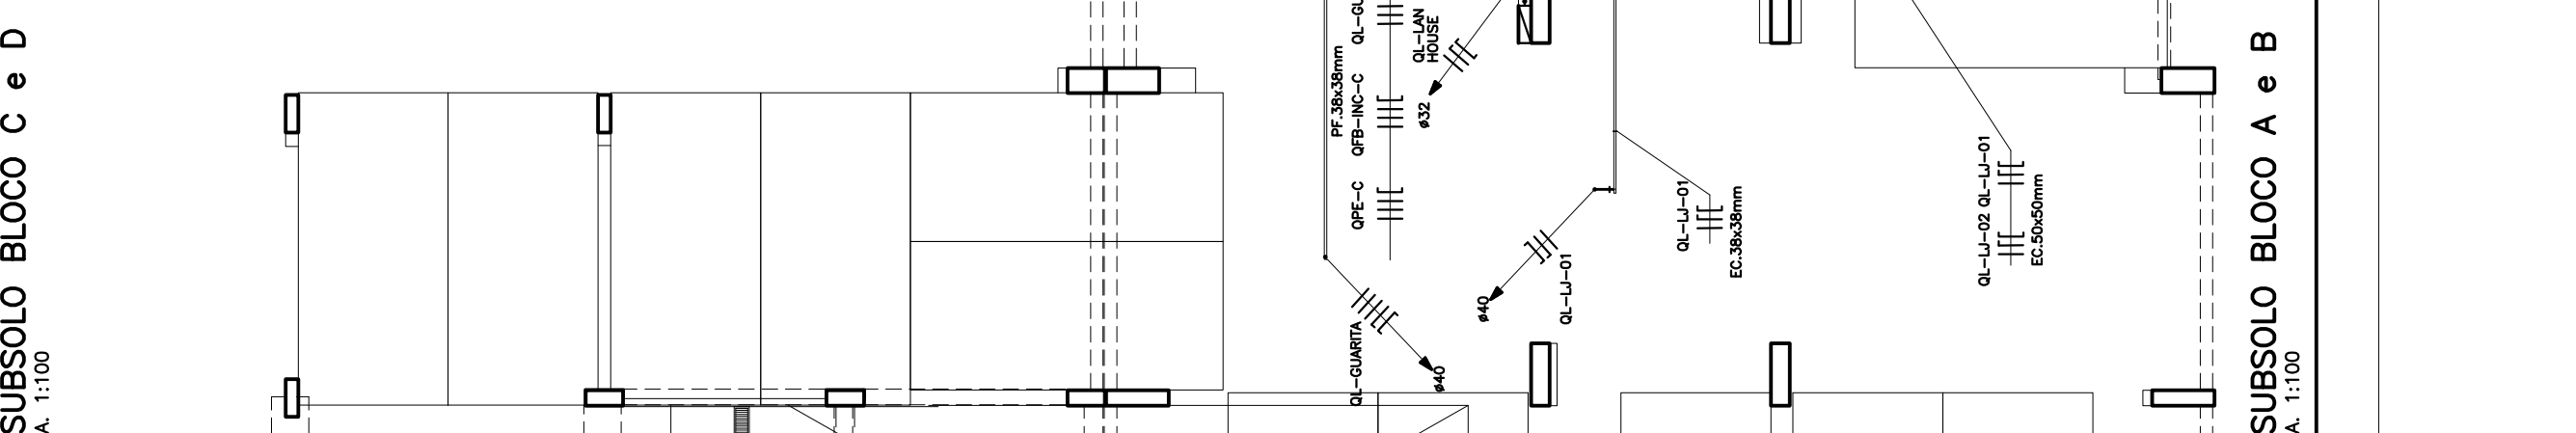 SUBSOLO BLOCO C e D
A. 1:100
PF.38x38mm
QPE-C QFB-INC-C QL-GU
QL-LAN
HOUSE
ø32
QL-GUARITA
ø40
ø40
QL-LJ-01
QL-LJ-01
EC.38x38mm
QL-LJ-02 QL-LJ-01
EC.50x50mm
SUBSOLO BLOCO A e B
A. 1:100